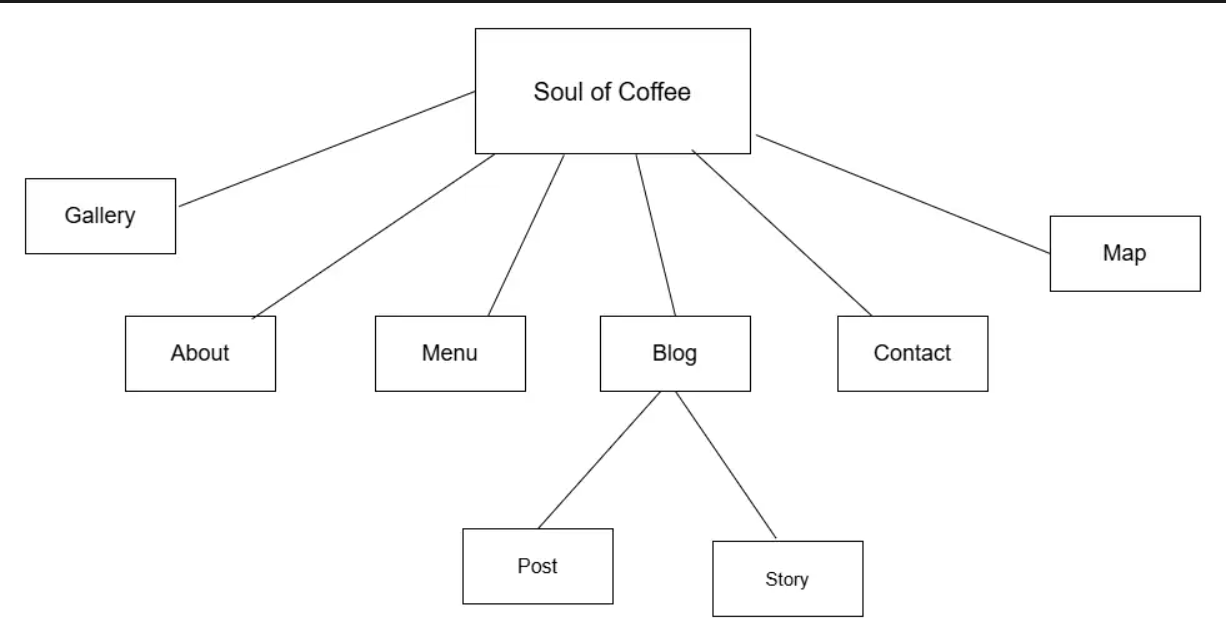 Soul of Coffee
Gallery
Map
About
Menu
Blog
Contact
Post
Story